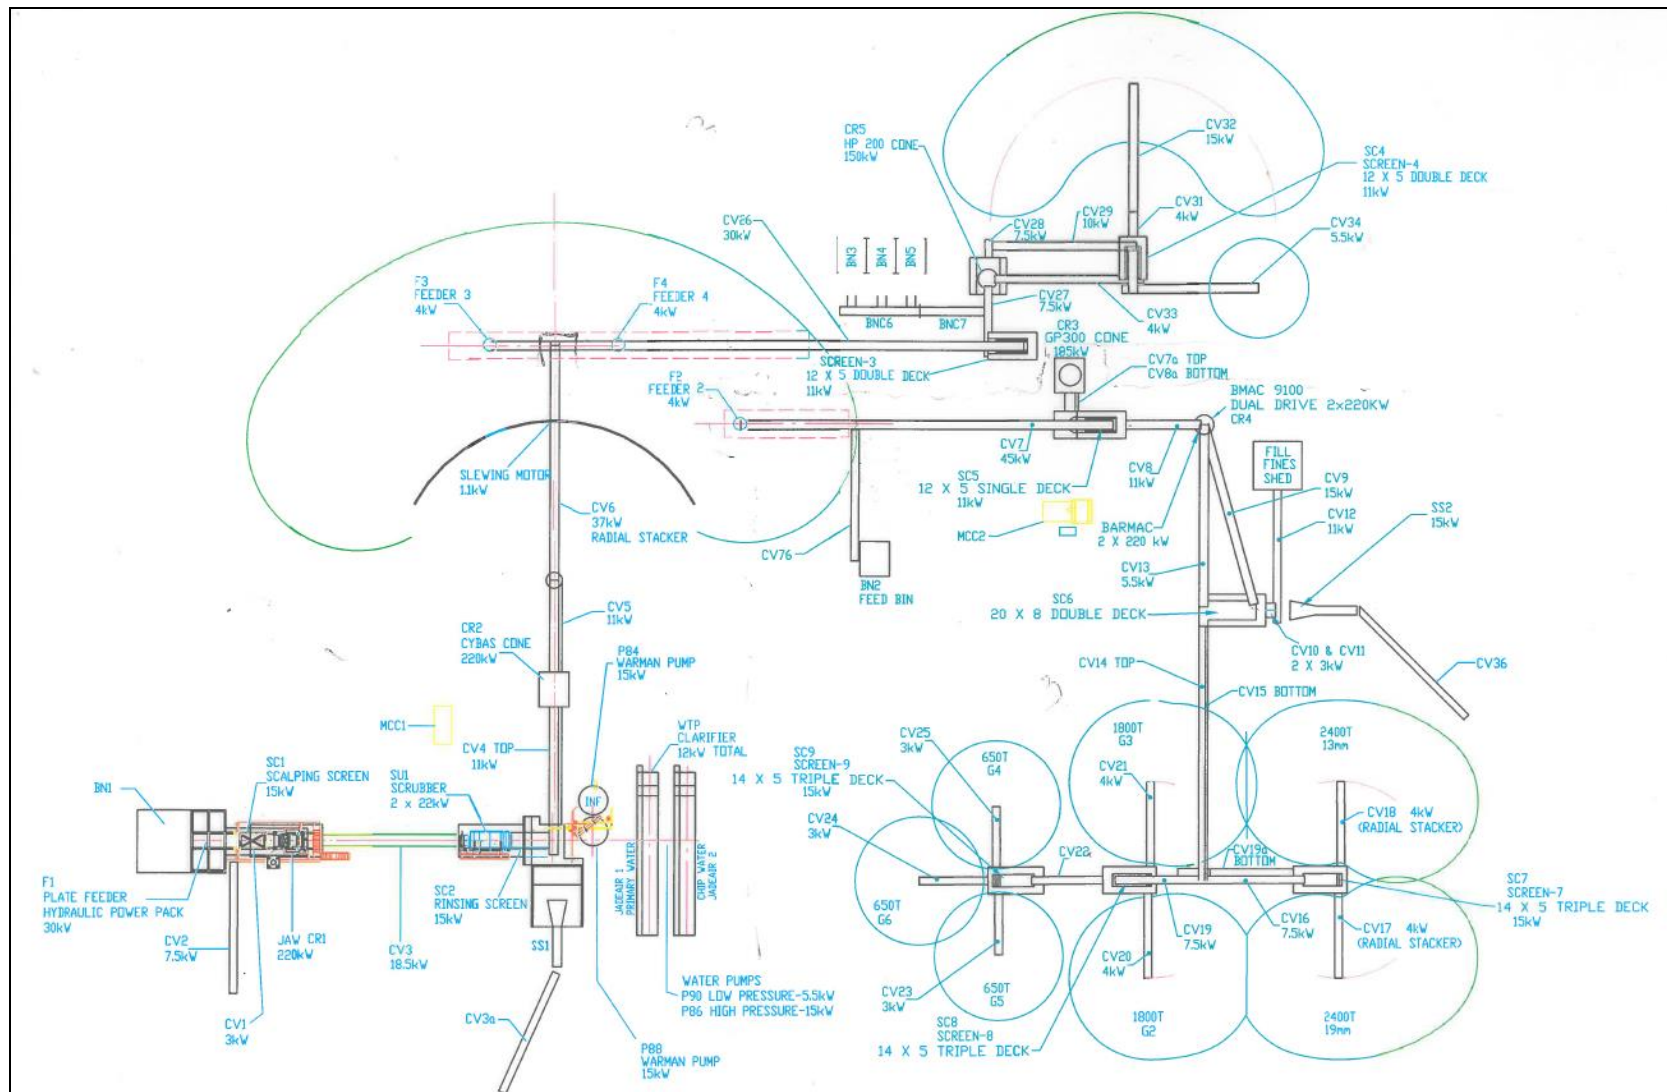 CR5
HP 200 CONE
150kW
CV32
15kW
SC4
SCREEN-4
12 X 5 DOUBLE DECK
11kW
CV26
30kW
CV28
7.5kW
CV29
10kW
CV31
4kW
CV34
5.5kW
BN3
BN4
BN5
F3
FEEDER 3
4kW
F4
FEEDER 4
4kW
BNC6
BNC7
CV27
7.5kW
CV33
4kW
CR3
GP300 CONE
185kW
SCREEN-3
12 X 5 DOUBLE DECK
11kW
CV7a TOP
CV8a BOTTOM
F2
FEEDER 2
4kW
BMAC 9100
DUAL DRIVE 2x220KW
CR4
SLEWING MOTOR
1.1kW
CV7
45kW
CV8
11kW
FILL
FINES
SHED
SC5
12 X 5 SINGLE DECK
11kW
CV9
15kW
CV12
11kW
SS2
15kW
CV6
37kW
RADIAL STACKER
MCC2
BARMAC
2 X 220 kW
CV76
CV13
5.5kW
BN2
FEED BIN
SC6
20 X 8 DOUBLE DECK
CV5
11kW
CR2
CYBAS CONE
220kW
P84
WARMAN PUMP
15kW
CV10 & CV11
2 X 3kW
CV36
CV14 TOP
CV15 BOTTOM
MCC1
CV4 TOP
11kW
WTP
CLARIFIER
12kW TOTAL
CV25
3kW
650T
G4
1800T
G3
2400T
13mm
SC1
SCALPING SCREEN
15kW
SU1
SCRUBBER
2 x 22kW
SC9
SCREEN-9
14 X 5 TRIPLE DECK
15kW
BN1
INF
CV21
4kW
CV18 4kW
(RADIAL STACKER)
CV24
3kW
CV22
CV19a
BOTTOM
F1
PLATE FEEDER
HYDRAULIC POWER PACK
30kW
SC2
RINSING SCREEN
15kW
JADEAIR 1
PRIMARY WATER
CHIP WATER
JADEAIR 2
650T
G6
SC7
SCREEN-7
14 X 5 TRIPLE DECK
15kW
CV2
7.5kW
JAW CR1
220kW
CV3
18.5kW
SS1
CV19
7.5kW
CV16
7.5kW
CV17 4kW
(RADIAL STACKER)
CV20
4kW
WATER PUMPS
P90 LOW PRESSURE-5.5kW
P86 HIGH PRESSURE-15kW
CV23
3kW
650T
G5
CV1
3kW
CV3a
P88
WARMAN PUMP
15kW
SC8
SCREEN-8
14 X 5 TRIPLE DECK
1800T
G2
2400T
19mm